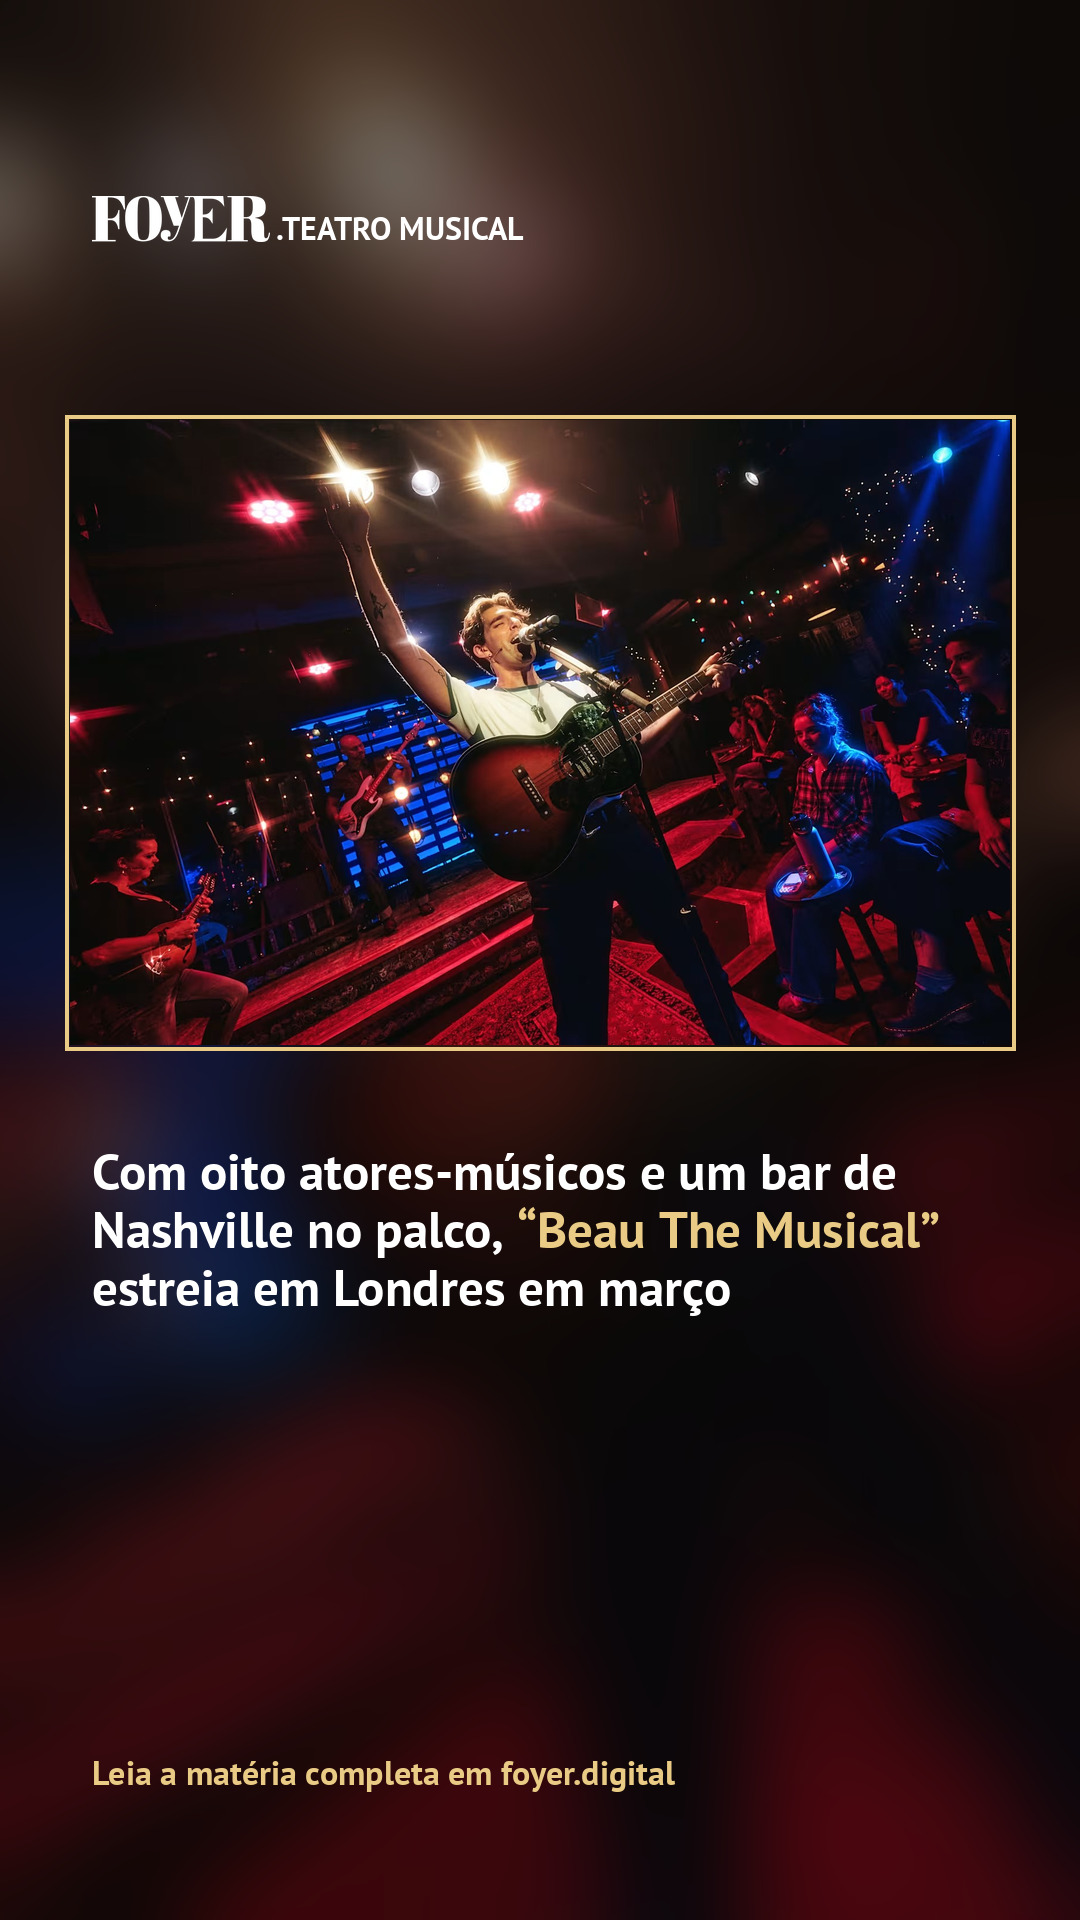 FOYER .TEATRO MUSICAL
Com oito atores-músicos e um bar de
Nashville no palco, “Beau The Musical”
estreia em Londres em março
Leia a matéria completa em foyer.digital